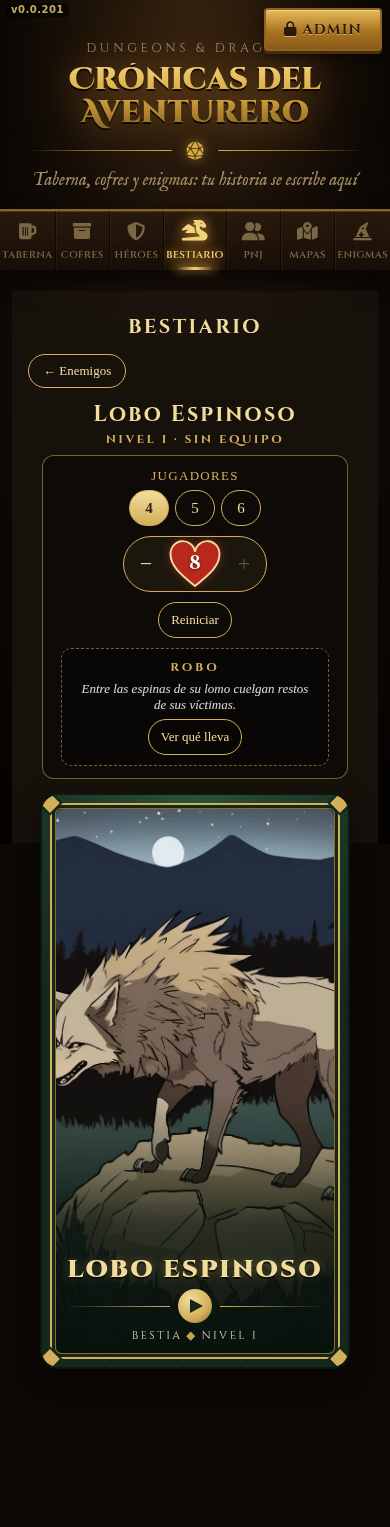 v0.0.201
ADMIN
DUNGEONS & DRAG
CRÓNICAS DEL
AVENTURERO
Taberna, cofres y enigmas: tu historia se escribe aquí
TABERNA COFRES HÉROES BESTIARIO PNJ MAPAS ENIGMAS
BESTIARIO
← Enemigos
LOBO ESPINOSO
NIVEL I · SIN EQUIPO
JUGADORES
4 5 6
− 8 +
Reiniciar
ROBO
Entre las espinas de su lomo cuelgan restos
de sus víctimas.
Ver qué lleva
LOBO ESPINOSO
BESTIA ◆ NIVEL I